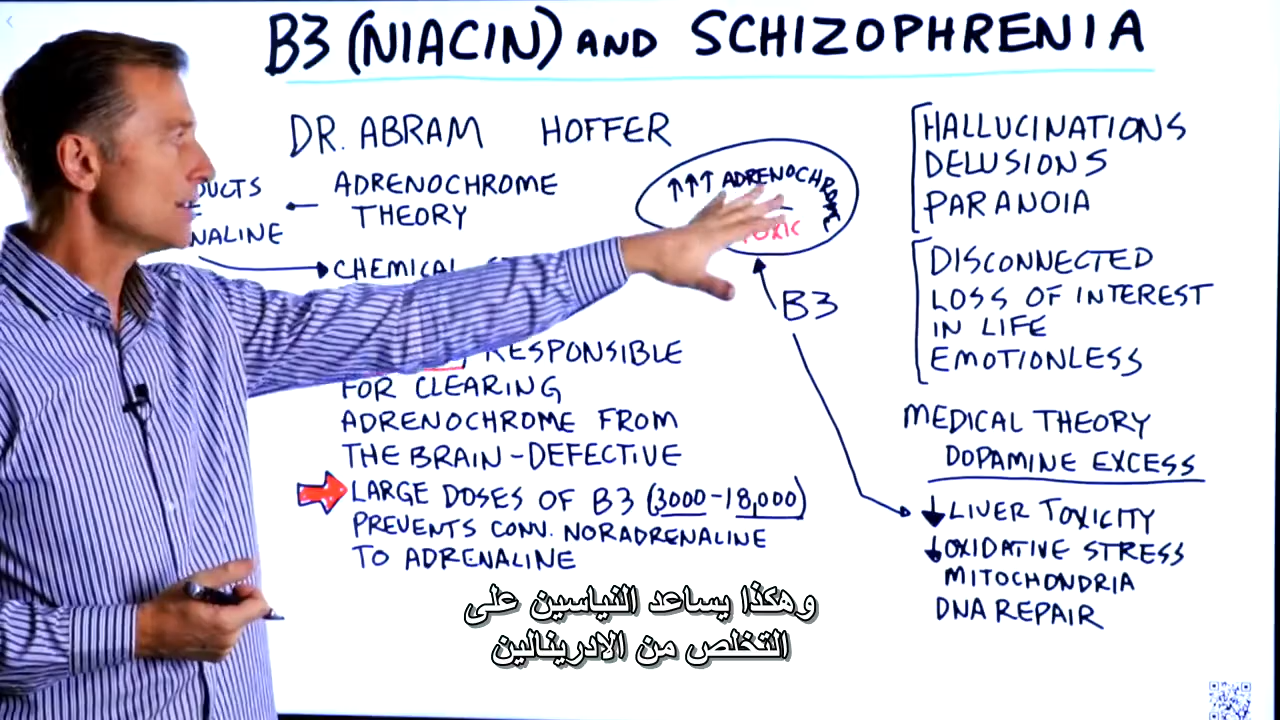 B3 (NIACIN) AND SCHIZOPHRENIA
DR. ABRAM HOFFER
ADRENOCHROME
THEORY
CHEMICAL
RESPONSIBLE
FOR CLEARING
ADRENOCHROME FROM
THE BRAIN - DEFECTIVE
LARGE DOSES OF B3 (3000 - 18,000)
PREVENTS CONV. NORADRENALINE
TO ADRENALINE
↑↑↑ ADRENOCHROME
TOXIC
B3
HALLUCINATIONS
DELUSIONS
PARANOIA
DISCONNECTED
LOSS OF INTEREST
IN LIFE
EMOTIONLESS
MEDICAL THEORY
DOPAMINE EXCESS
↓ LIVER TOXICITY
↓ OXIDATIVE STRESS
MITOCHONDRIA
DNA REPAIR
وهكذا يساعد النياسين على
التخلص من الادرينالين